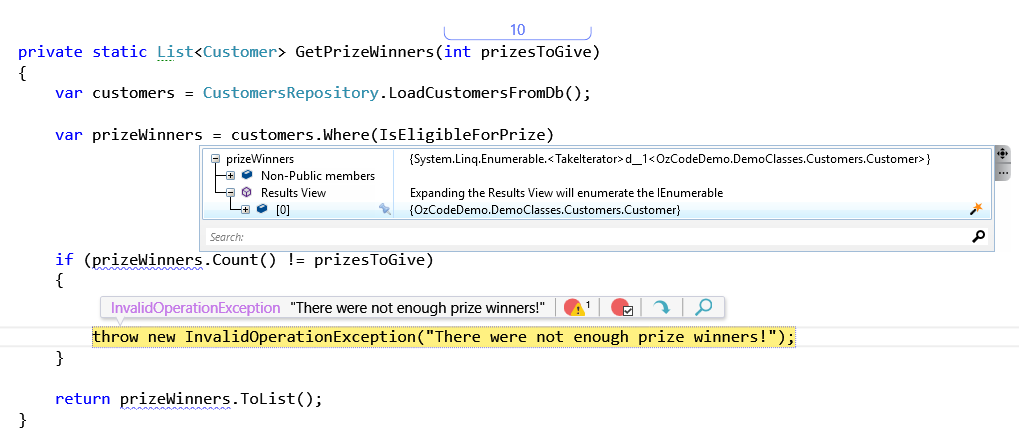 10
private static List<Customer> GetPrizeWinners(int prizesToGive)
{
var customers = CustomersRepository.LoadCustomersFromDb();
var prizeWinners = customers.Where(IsEligibleForPrize)
prizeWinners {System.Linq.Enumerable.<TakeIterator>d__1<OzCodeDemo.DemoClasses.Customers.Customer>}
Non-Public members
Results View Expanding the Results View will enumerate the IEnumerable
[0] {OzCodeDemo.DemoClasses.Customers.Customer}
Search:
if (prizeWinners.Count() != prizesToGive)
{
InvalidOperationException "There were not enough prize winners!" 1
throw new InvalidOperationException("There were not enough prize winners!");
}
return prizeWinners.ToList();
}